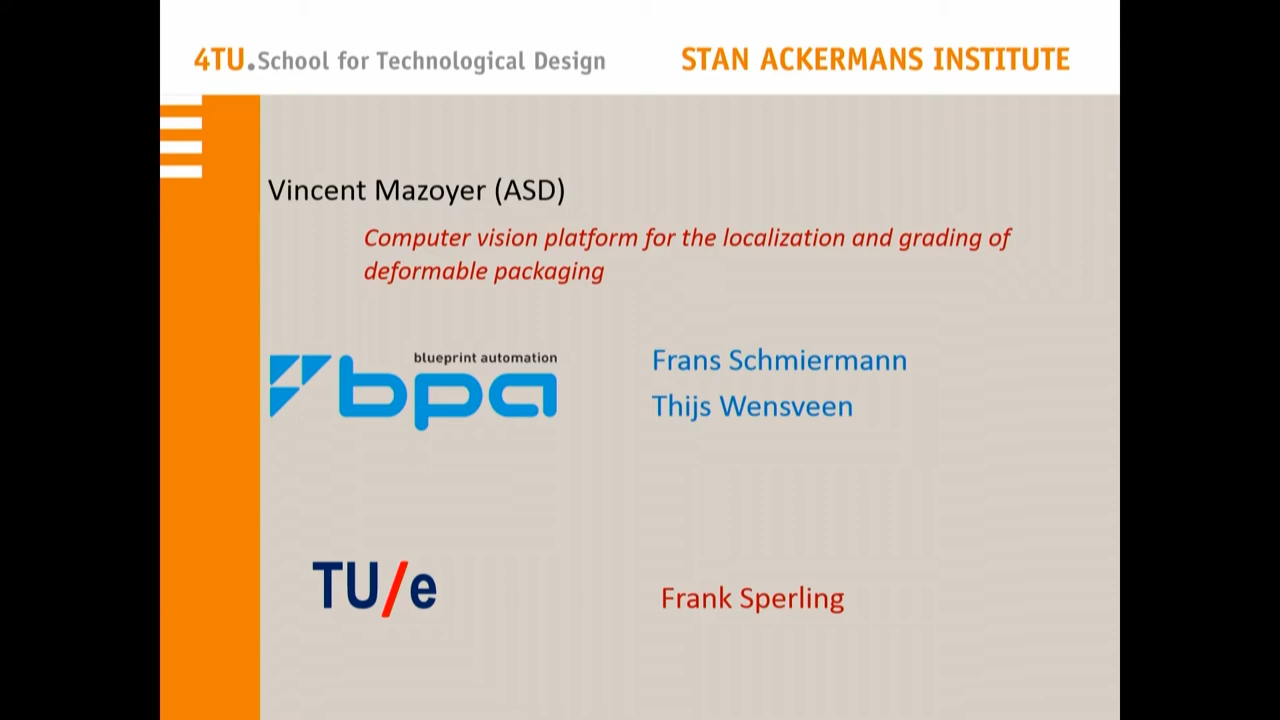 4TU.School for Technological Design
STAN ACKERMANS INSTITUTE
Vincent Mazoyer (ASD)
Computer vision platform for the localization and grading of
deformable packaging
blueprint automation
bpa
Frans Schmiermann
Thijs Wensveen
TU/e
Frank Sperling